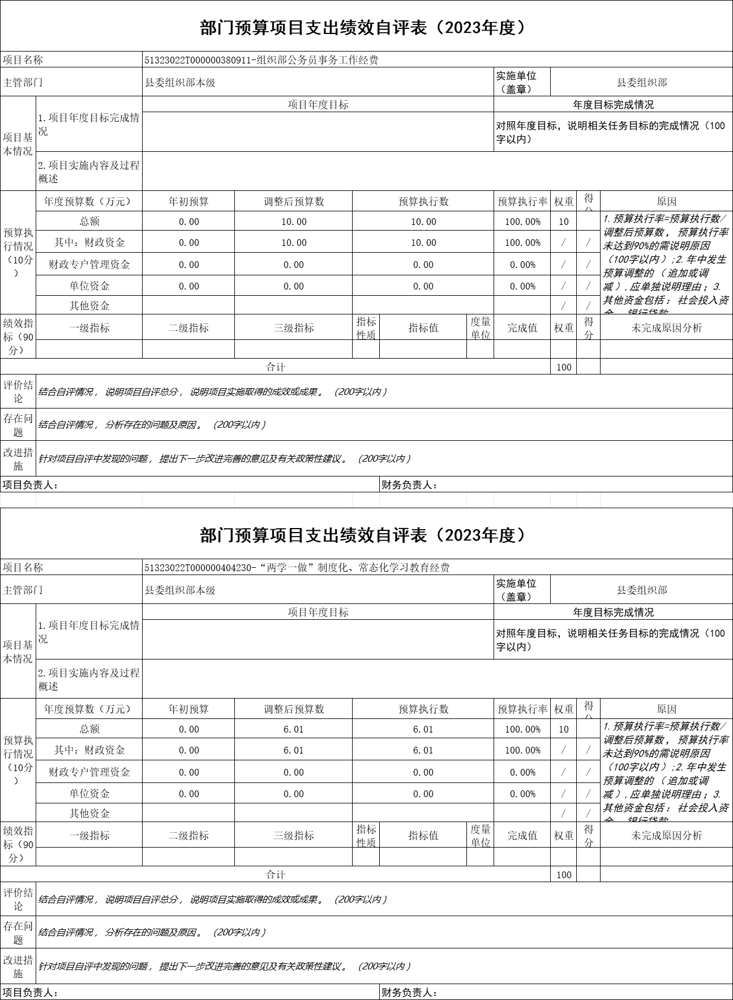 部门预算项目支出绩效自评表（2023年度）
项目名称 51323022T000000380911-组织部公务员事务工作经费
主管部门 县委组织部本级 实施单位（盖章） 县委组织部
项目基本情况 1.项目年度目标完成情况 项目年度目标 年度目标完成情况
对照年度目标，说明相关任务目标的完成情况（100字以内）
2.项目实施内容及过程概述
预算执行情况（10分） 年度预算数（万元） 年初预算 调整后预算数 预算执行数 预算执行率 权重 得 原因
总额 0.00 10.00 10.00 100.00% 10
其中：财政资金 0.00 10.00 10.00 100.00% / /
财政专户管理资金 0.00 0.00 0.00 0.00% / /
单位资金 0.00 0.00 0.00 0.00% / /
其他资金 / /
1.预算执行率=预算执行数/
调整后预算数，预算执行率
未达到90%的需说明原因
（100字以内）;2.年中发生
预算调整的（追加或调
减）,应单独说明理由；3.
其他资金包括：社会投入资
绩效指标（90分） 一级指标 二级指标 三级指标 指标性质 指标值 度量单位 完成值 权重 得分 未完成原因分析
合计 100
评价结论 结合自评情况，说明项目自评总分，说明项目实施取得的成效或成果。（200字以内）
存在问题 结合自评情况，分析存在的问题及原因。（200字以内）
改进措施 针对项目自评中发现的问题，提出下一步改进完善的意见及有关政策性建议。（200字以内）
项目负责人： 财务负责人：
部门预算项目支出绩效自评表（2023年度）
项目名称 51323022T000000404230-“两学一做”制度化、常态化学习教育经费
主管部门 县委组织部本级 实施单位（盖章） 县委组织部
项目基本情况 1.项目年度目标完成情况 项目年度目标 年度目标完成情况
对照年度目标，说明相关任务目标的完成情况（100字以内）
2.项目实施内容及过程概述
预算执行情况（10分） 年度预算数（万元） 年初预算 调整后预算数 预算执行数 预算执行率 权重 得 原因
总额 0.00 6.01 6.01 100.00% 10
其中：财政资金 0.00 6.01 6.01 100.00% / /
财政专户管理资金 0.00 0.00 0.00 0.00% / /
单位资金 0.00 0.00 0.00 0.00% / /
其他资金 / /
1.预算执行率=预算执行数/
调整后预算数，预算执行率
未达到90%的需说明原因
（100字以内）;2.年中发生
预算调整的（追加或调
减）,应单独说明理由；3.
其他资金包括：社会投入资
绩效指标（90分） 一级指标 二级指标 三级指标 指标性质 指标值 度量单位 完成值 权重 得分 未完成原因分析
合计 100
评价结论 结合自评情况，说明项目自评总分，说明项目实施取得的成效或成果。（200字以内）
存在问题 结合自评情况，分析存在的问题及原因。（200字以内）
改进措施 针对项目自评中发现的问题，提出下一步改进完善的意见及有关政策性建议。（200字以内）
项目负责人： 财务负责人：